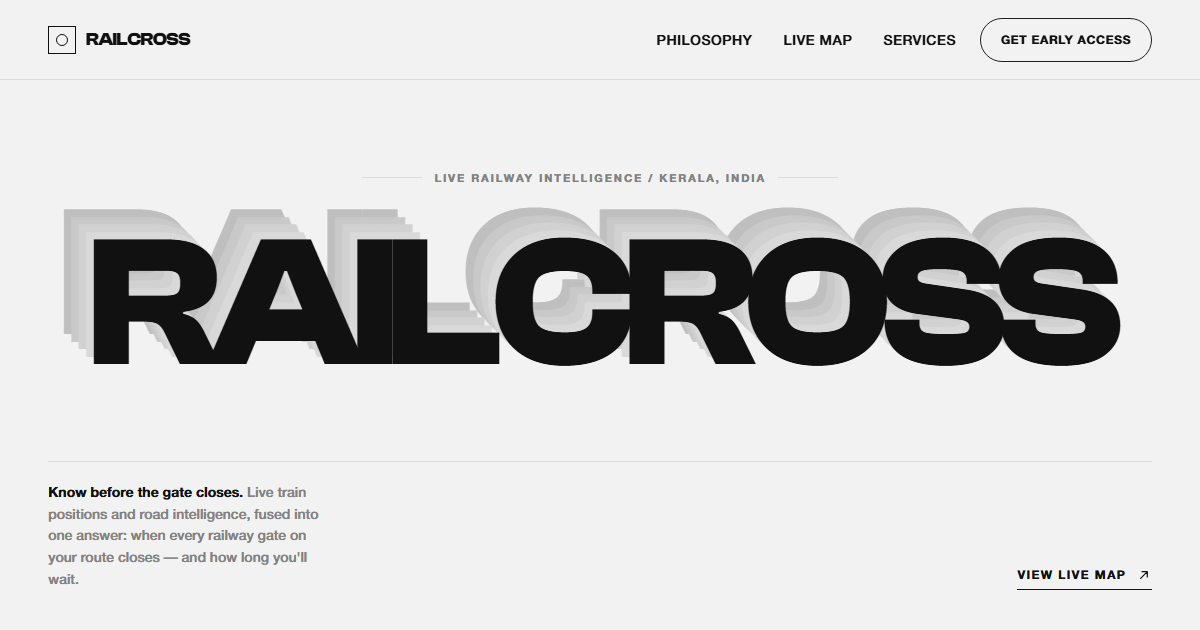 RAILCROSS
PHILOSOPHY
LIVE MAP
SERVICES
GET EARLY ACCESS
LIVE RAILWAY INTELLIGENCE / KERALA, INDIA
RAILCROSS
Know before the gate closes. Live train
positions and road intelligence, fused into
one answer: when every railway gate on
your route closes — and how long you'll
wait.
VIEW LIVE MAP